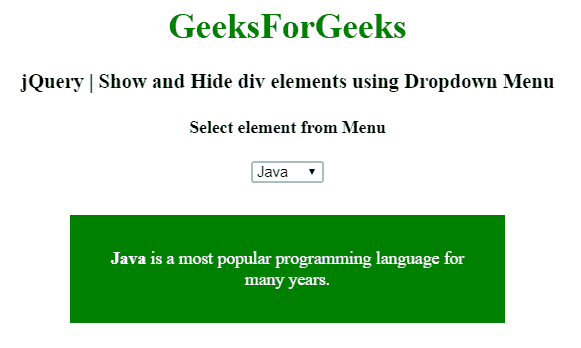 GeeksForGeeks
jQuery | Show and Hide div elements using Dropdown Menu
Select element from Menu
Java
Java is a most popular programming language for
many years.